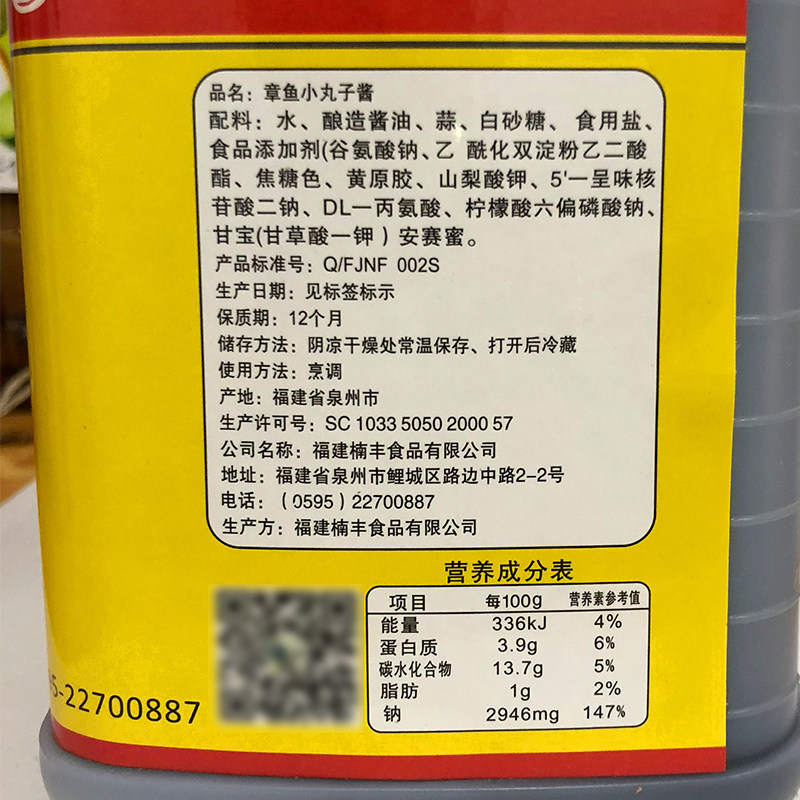 品名：章鱼小丸子酱
配料：水、酿造酱油、蒜、白砂糖、食用盐、
食品添加剂(谷氨酸钠、乙 酰化双淀粉己二酸
酯、焦糖色、黄原胶、山梨酸钾、5'一呈味核
苷酸二钠、DL一丙氨酸、柠檬酸六偏磷酸钠、
甘宝(甘草酸一钾）安赛蜜。
产品标准号：Q/FJNF 002S
生产日期：见标签标示
保质期：12个月
储存方法：阴凉干燥处常温保存、打开后冷藏
使用方法：烹调
产地：福建省泉州市
生产许可号：SC 1033 5050 2000 57
公司名称：福建楠丰食品有限公司
地址：福建省泉州市鲤城区路边中路2-2号
电话：（0595）22700887
生产方：福建楠丰食品有限公司
营养成分表
项目 每100g 营养素参考值
能量 336kJ 4%
蛋白质 3.9g 6%
碳水化合物 13.7g 5%
脂肪 1g 2%
钠 2946mg 147%
5-22700887